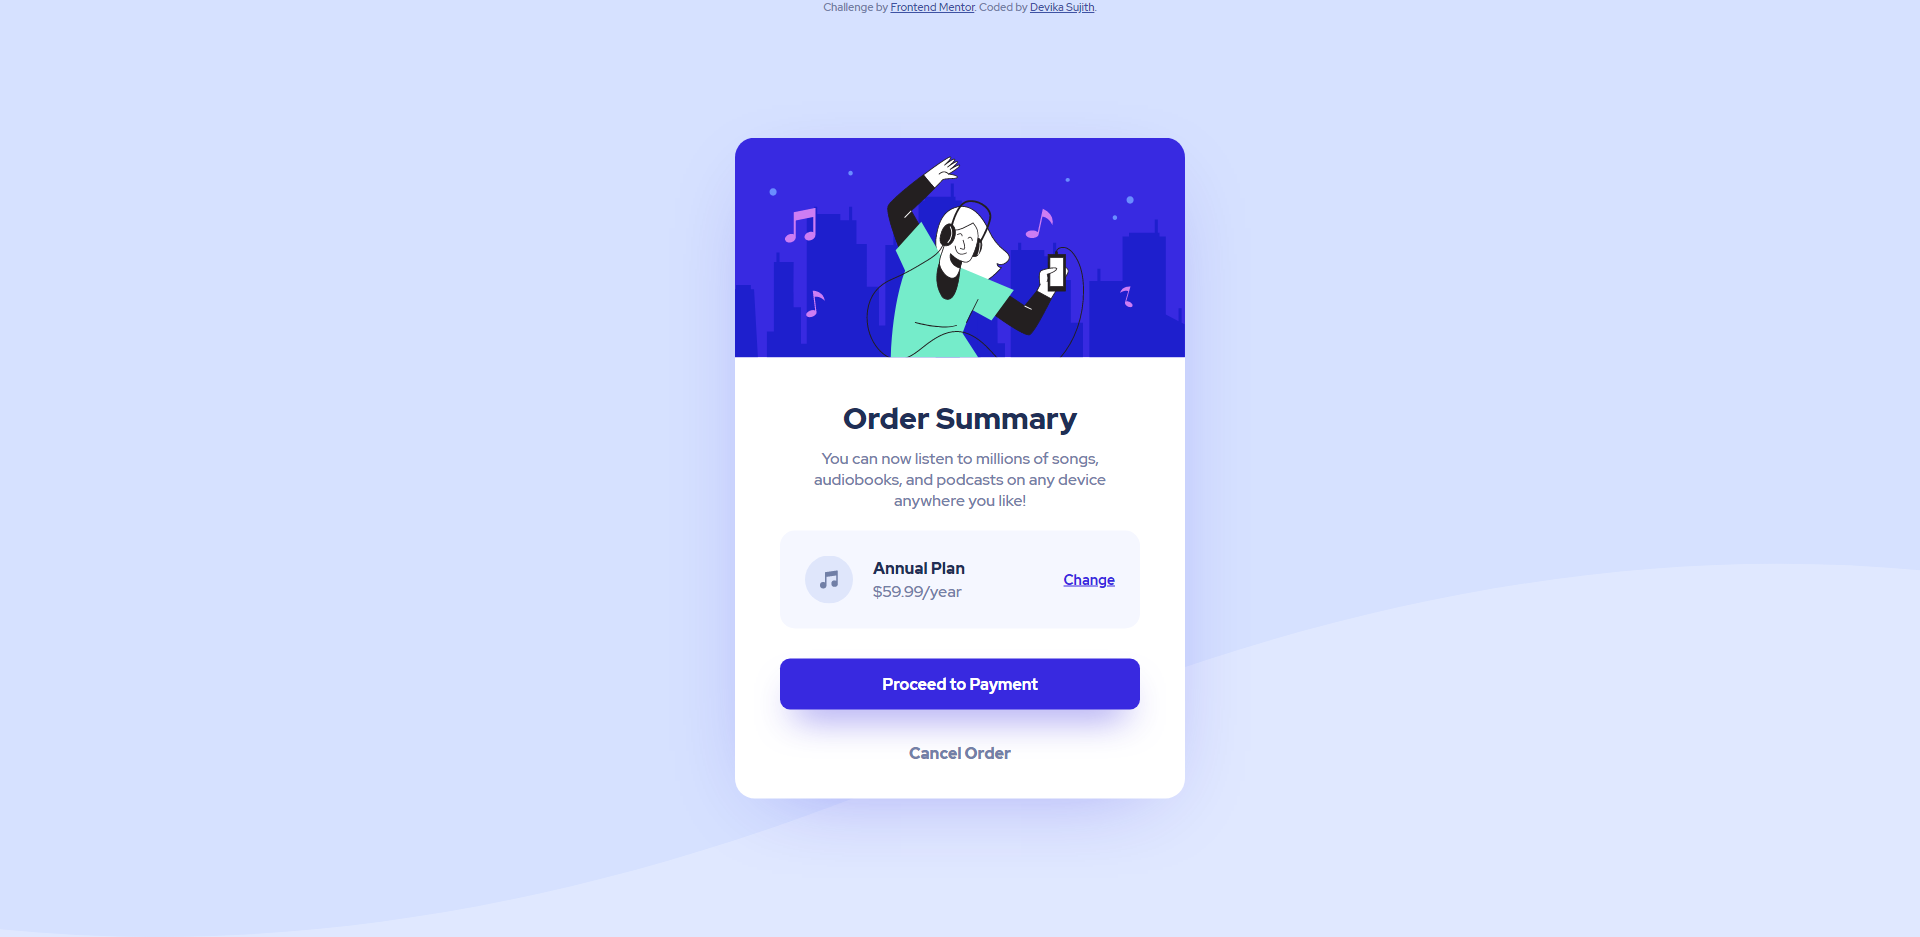 Challenge by Frontend Mentor. Coded by Devika Sujith.
Order Summary
You can now listen to millions of songs,
audiobooks, and podcasts on any device
anywhere you like!
Annual Plan
$59.99/year
Change
Proceed to Payment
Cancel Order